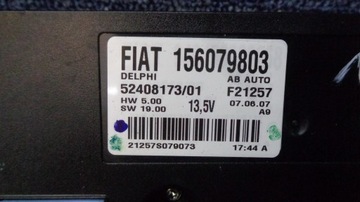 FIAT 156079803
DELPHI AB AUTO
52408173/01 F21257
HW 5.00 07.06.07
SW 19.00 13,5V A9
21257S079073 17:44 A